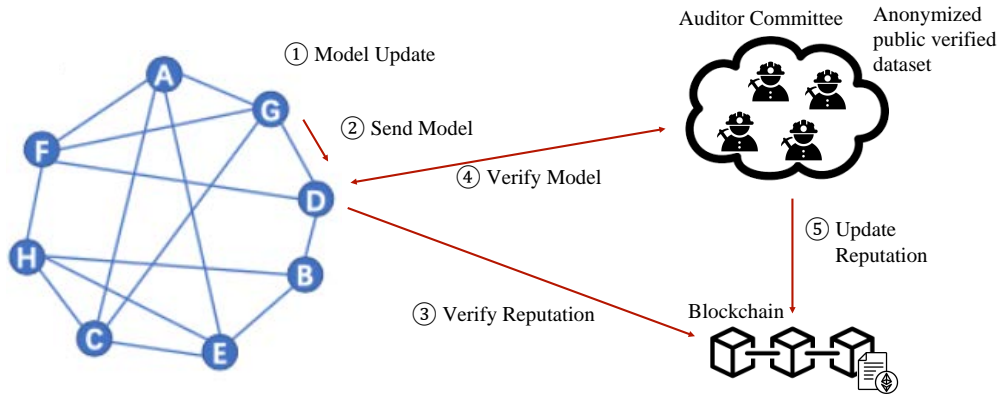 Auditor Committee
Anonymized
public verified
dataset
① Model Update
A
G
② Send Model
F
④ Verify Model
D
⑤ Update
Reputation
H
B
③ Verify Reputation
Blockchain
C
E